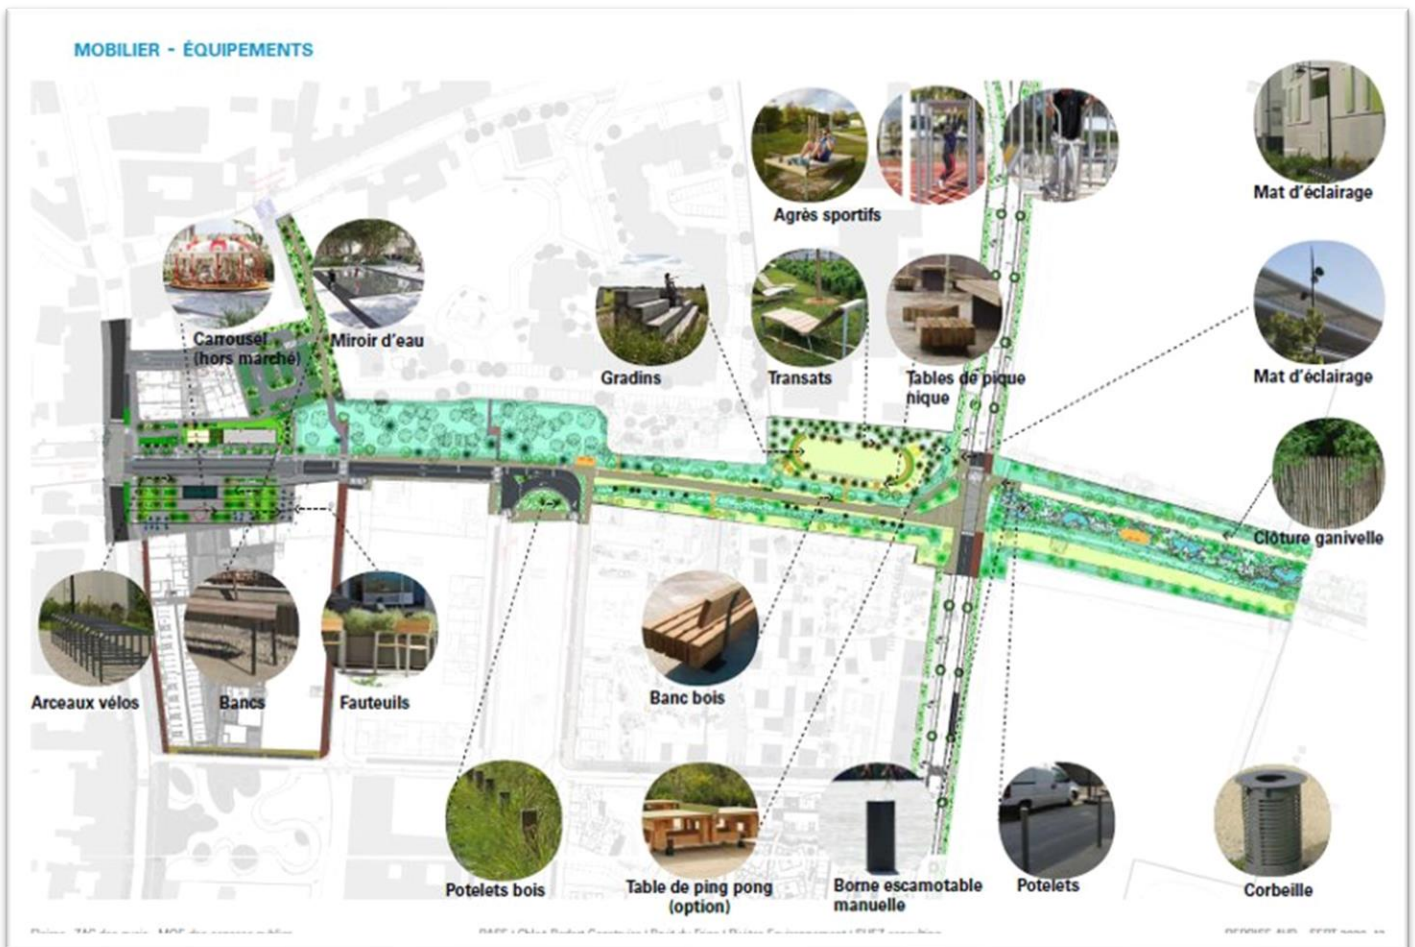 MOBILIER - ÉQUIPEMENTS
Mat d'éclairage
Agrès sportifs
Carrousel
(hors marché)
Miroir d'eau
Gradins
Transats
Tables de pique
nique
Mat d'éclairage
Clôture ganivelle
Arceaux vélos
Bancs
Fauteuils
Banc bois
Potelets bois
Table de ping pong
(option)
Borne escamotable
manuelle
Potelets
Corbeille